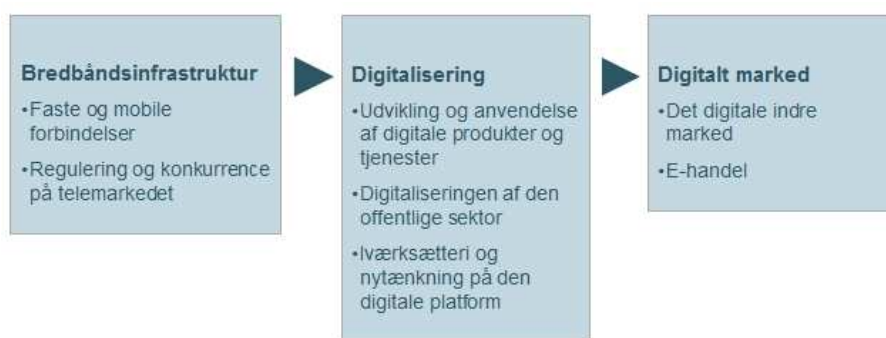 Bredbåndsinfrastruktur
•Faste og mobile
forbindelser
•Regulering og konkurrence
på telemarkedet
Digitalisering
•Udvikling og anvendelse
af digitale produkter og
tjenester
•Digitaliseringen af den
offentlige sektor
•Iværksætteri og
nytænkning på den
digitale platform
Digitalt marked
•Det digitale indre
marked
•E-handel